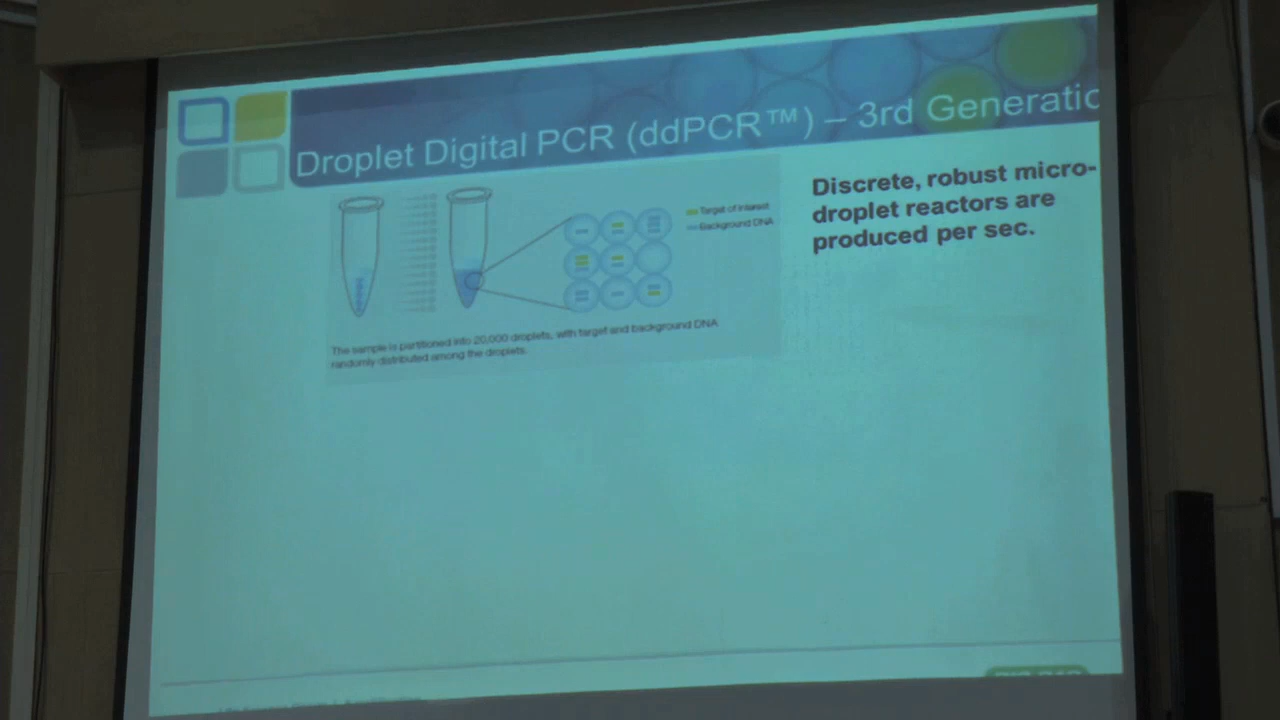 Droplet Digital PCR (ddPCR™) – 3rd Generatio
Discrete, robust micro-
droplet reactors are
produced per sec.
Target of Interest
Background DNA
The sample is partitioned into 20,000 droplets, with target and background DNA
randomly distributed among the droplets.